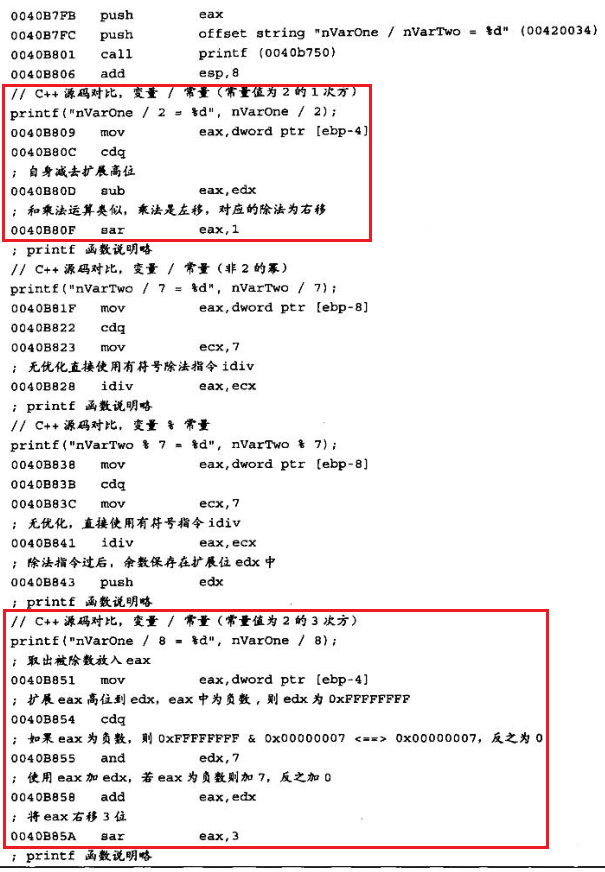 0040B7FB push eax
0040B7FC push offset string "nVarOne / nVarTwo = %d" (00420034)
0040B801 call printf (0040b750)
0040B806 add esp,8
// C++ 源码对比，变量 / 常量（常量值为 2 的 1 次方）
printf("nVarOne / 2 = %d", nVarOne / 2);
0040B809 mov eax,dword ptr [ebp-4]
0040B80C cdq
; 自身减去扩展高位
0040B80D sub eax,edx
; 和乘法运算类似，乘法是左移，对应的除法为右移
0040B80F sar eax,1
; printf 函数说明略
// C++ 源码对比，变量 / 常量（非 2 的幂）
printf("nVarTwo / 7 = %d", nVarTwo / 7);
0040B81F mov eax,dword ptr [ebp-8]
0040B822 cdq
0040B823 mov ecx,7
; 无优化直接使用有符号除法指令 idiv
0040B828 idiv eax,ecx
; printf 函数说明略
// C++ 源码对比，变量 % 常量
printf("nVarTwo % 7 = %d", nVarTwo % 7);
0040B838 mov eax,dword ptr [ebp-8]
0040B83B cdq
0040B83C mov ecx,7
; 无优化，直接使用有符号指令 idiv
0040B841 idiv eax,ecx
; 除法指令过后，余数保存在扩展位 edx 中
0040B843 push edx
; printf 函数说明略
// C++ 源码对比，变量 / 常量（常量值为 2 的 3 次方）
printf("nVarOne / 8 = %d", nVarOne / 8);
; 取出被除数放入 eax
0040B851 mov eax,dword ptr [ebp-4]
; 扩展 eax 高位到 edx，eax 中为负数，则 edx 为 0xFFFFFFFF
0040B854 cdq
; 如果 eax 为负数，则 0xFFFFFFFF & 0x00000007 <==> 0x00000007，反之为 0
0040B855 and edx,7
; 使用 eax 加 edx，若 eax 为负数则加 7，反之加 0
0040B858 add eax,edx
; 将 eax 右移 3 位
0040B85A sar eax,3
; printf 函数说明略